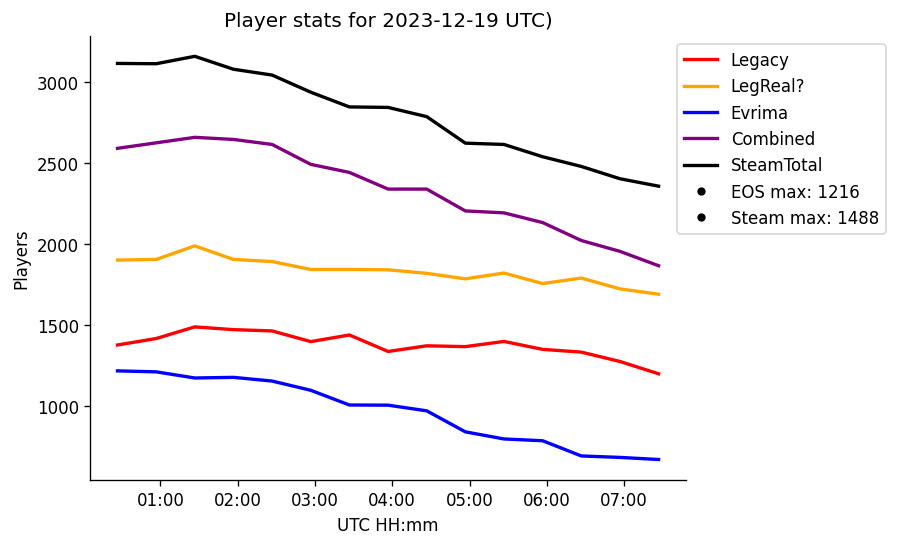 Player stats for 2023-12-19 UTC)
Players
3000
2500
2000
1500
1000
01:00 02:00 03:00 04:00 05:00 06:00 07:00
UTC HH:mm
Legacy
LegReal?
Evrima
Combined
SteamTotal
EOS max: 1216
Steam max: 1488